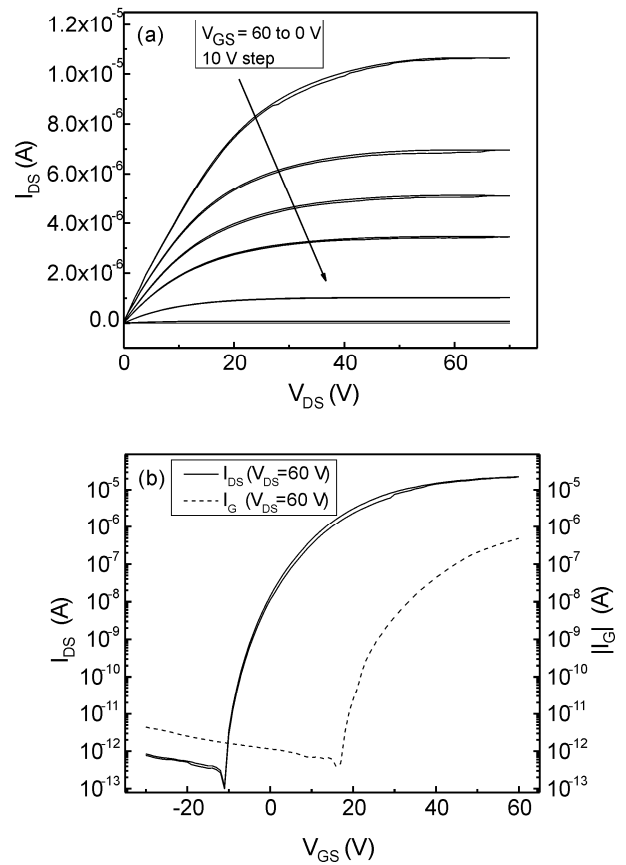 (a)
V_GS = 60 to 0 V
10 V step
1.2x10^-5
1.0x10^-5
8.0x10^-6
6.0x10^-6
4.0x10^-6
2.0x10^-6
0.0
I_DS (A)
0 20 40 60
V_DS (V)
(b)
I_DS (V_DS=60 V)
I_G (V_DS=60 V)
10^-5 10^-5
10^-6 10^-6
10^-7 10^-7
10^-8 10^-8
10^-9 10^-9
10^-10 10^-10
10^-11 10^-11
10^-12 10^-12
10^-13 10^-13
I_DS (A)
|I_G| (A)
-20 0 20 40 60
V_GS (V)